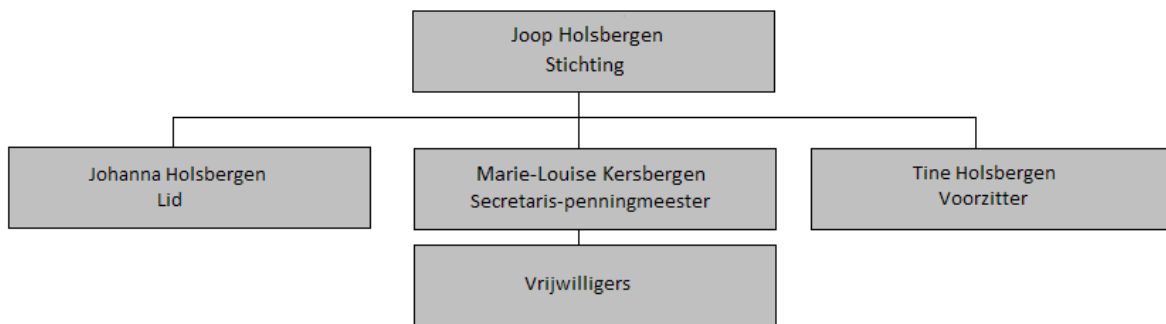 Joop Holsbergen
Stichting
Johanna Holsbergen
Lid
Marie-Louise Kersbergen
Secretaris-penningmeester
Tine Holsbergen
Voorzitter
Vrijwilligers